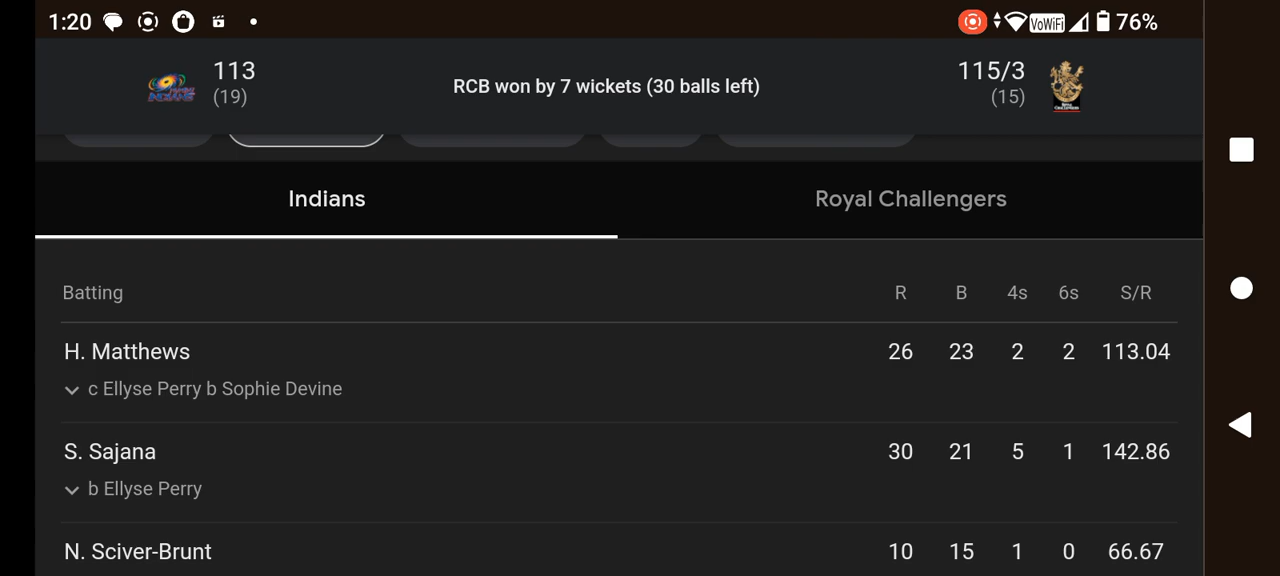 1:20 VoWiFi 76%
113 RCB won by 7 wickets (30 balls left) 115/3
(19) (15)
Indians Royal Challengers
Batting R B 4s 6s S/R
H. Matthews 26 23 2 2 113.04
c Ellyse Perry b Sophie Devine
S. Sajana 30 21 5 1 142.86
b Ellyse Perry
N. Sciver-Brunt 10 15 1 0 66.67